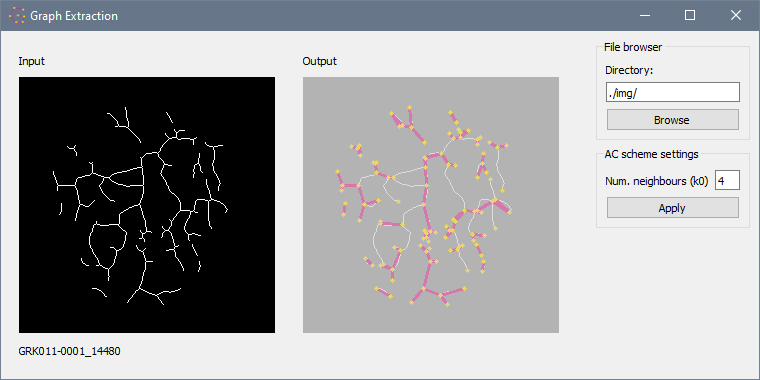 Graph Extraction
Input
Output
File browser
Directory:
./img/
Browse
AC scheme settings
Num. neighbours (k0)
4
Apply
GRK011-0001_14480